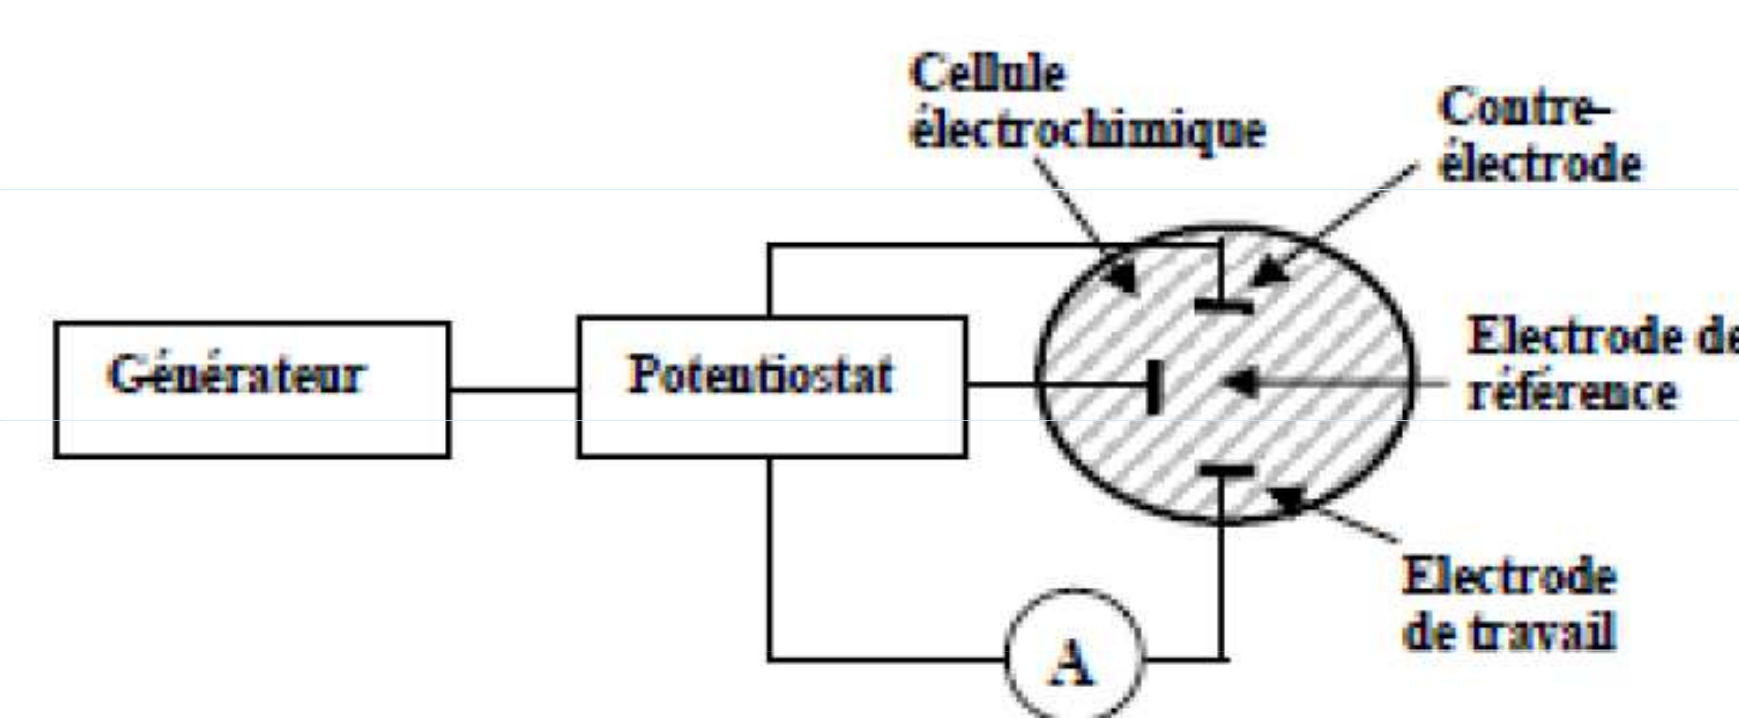 Cellule
électrochimique
Contre-
électrode
Générateur
Potentiostat
Electrode de
référence
Electrode
de travail
A